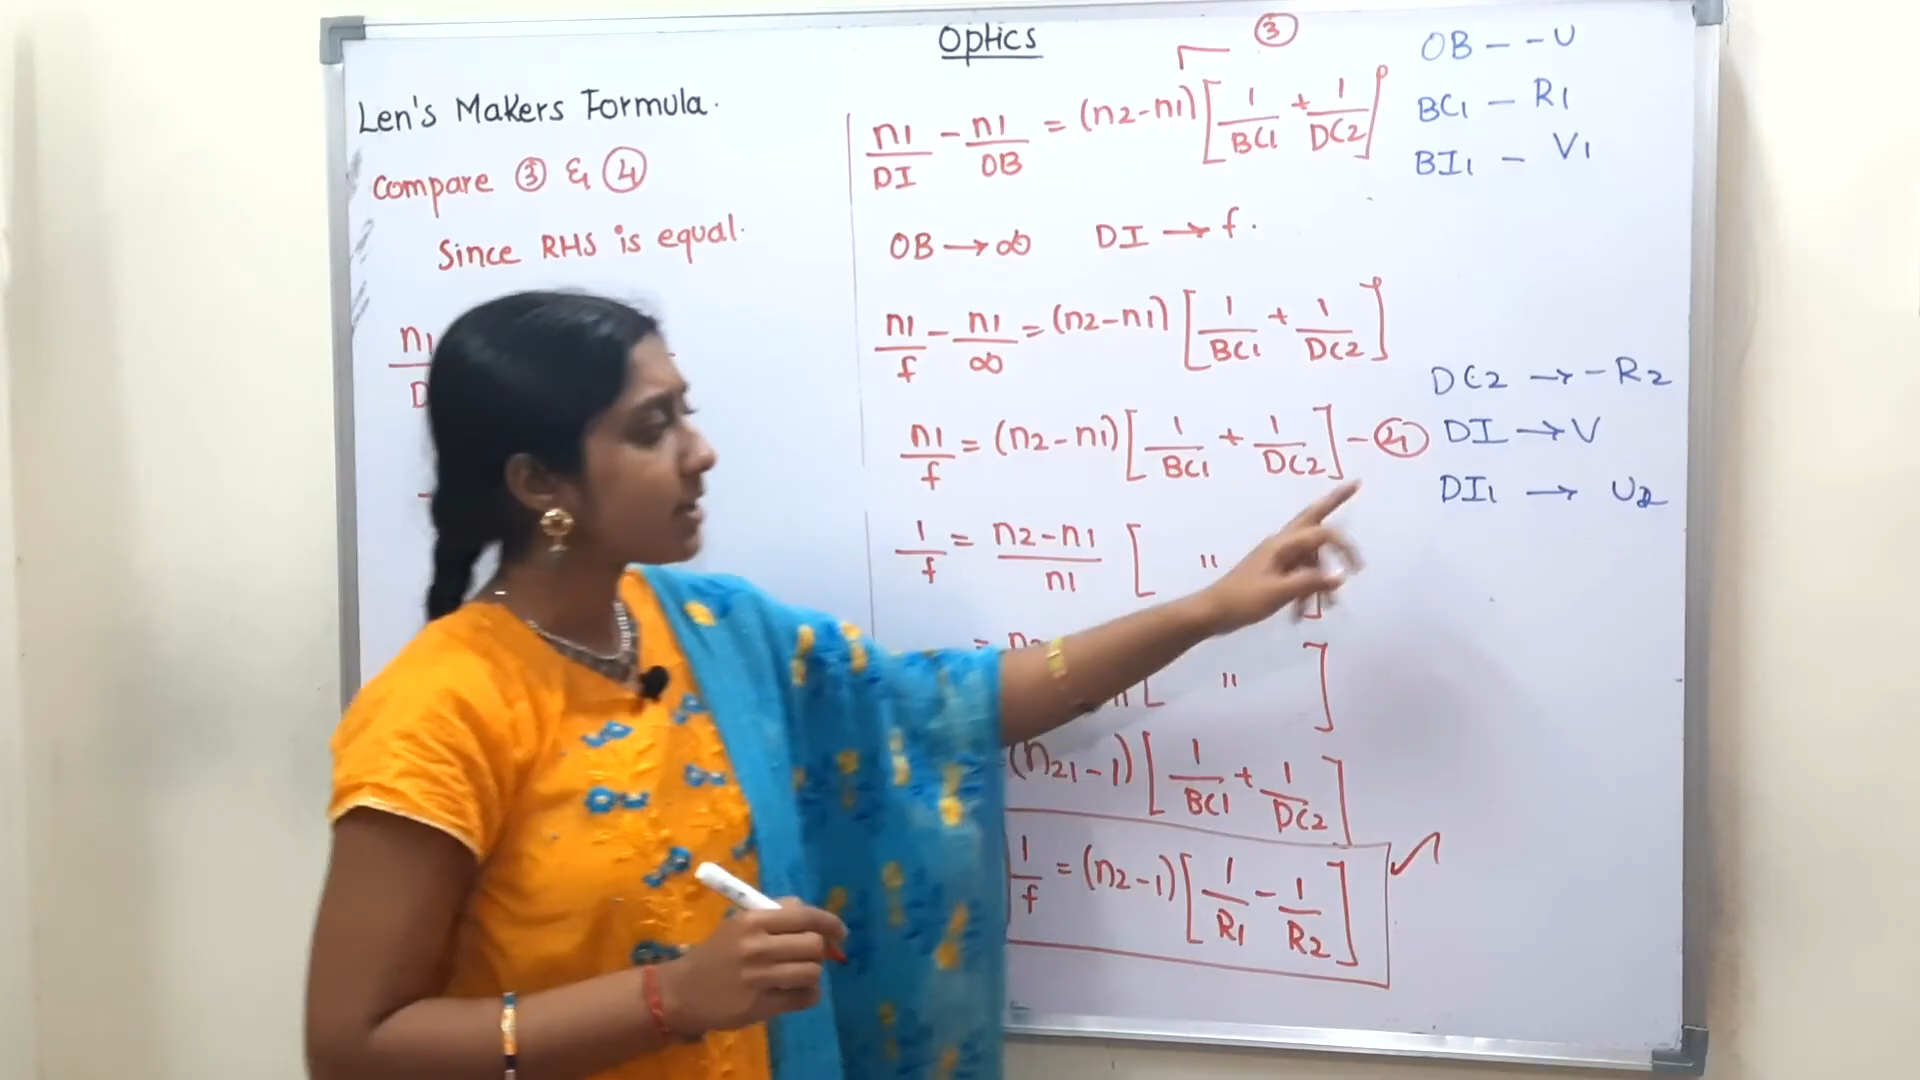 Optics
Len's Makers Formula.
Compare ③ & ④
Since RHS is equal.
n1
D
③
n1/DI - n1/OB = (n2-n1) [1/BC1 + 1/DC2]
OB → ∞ DI → f.
n1/f - n1/∞ = (n2-n1) [1/BC1 + 1/DC2]
n1/f = (n2-n1) [1/BC1 + 1/DC2] - ④
1/f = n2-n1/n1 [ "
= n2 [ " ]
(n21-1) [1/BC1 + 1/DC2]
1/f = (n2-1) [1/R1 - 1/R2] ✓
OB - -U
BC1 - R1
BI1 - V1
DC2 → -R2
DI → V
DI1 →